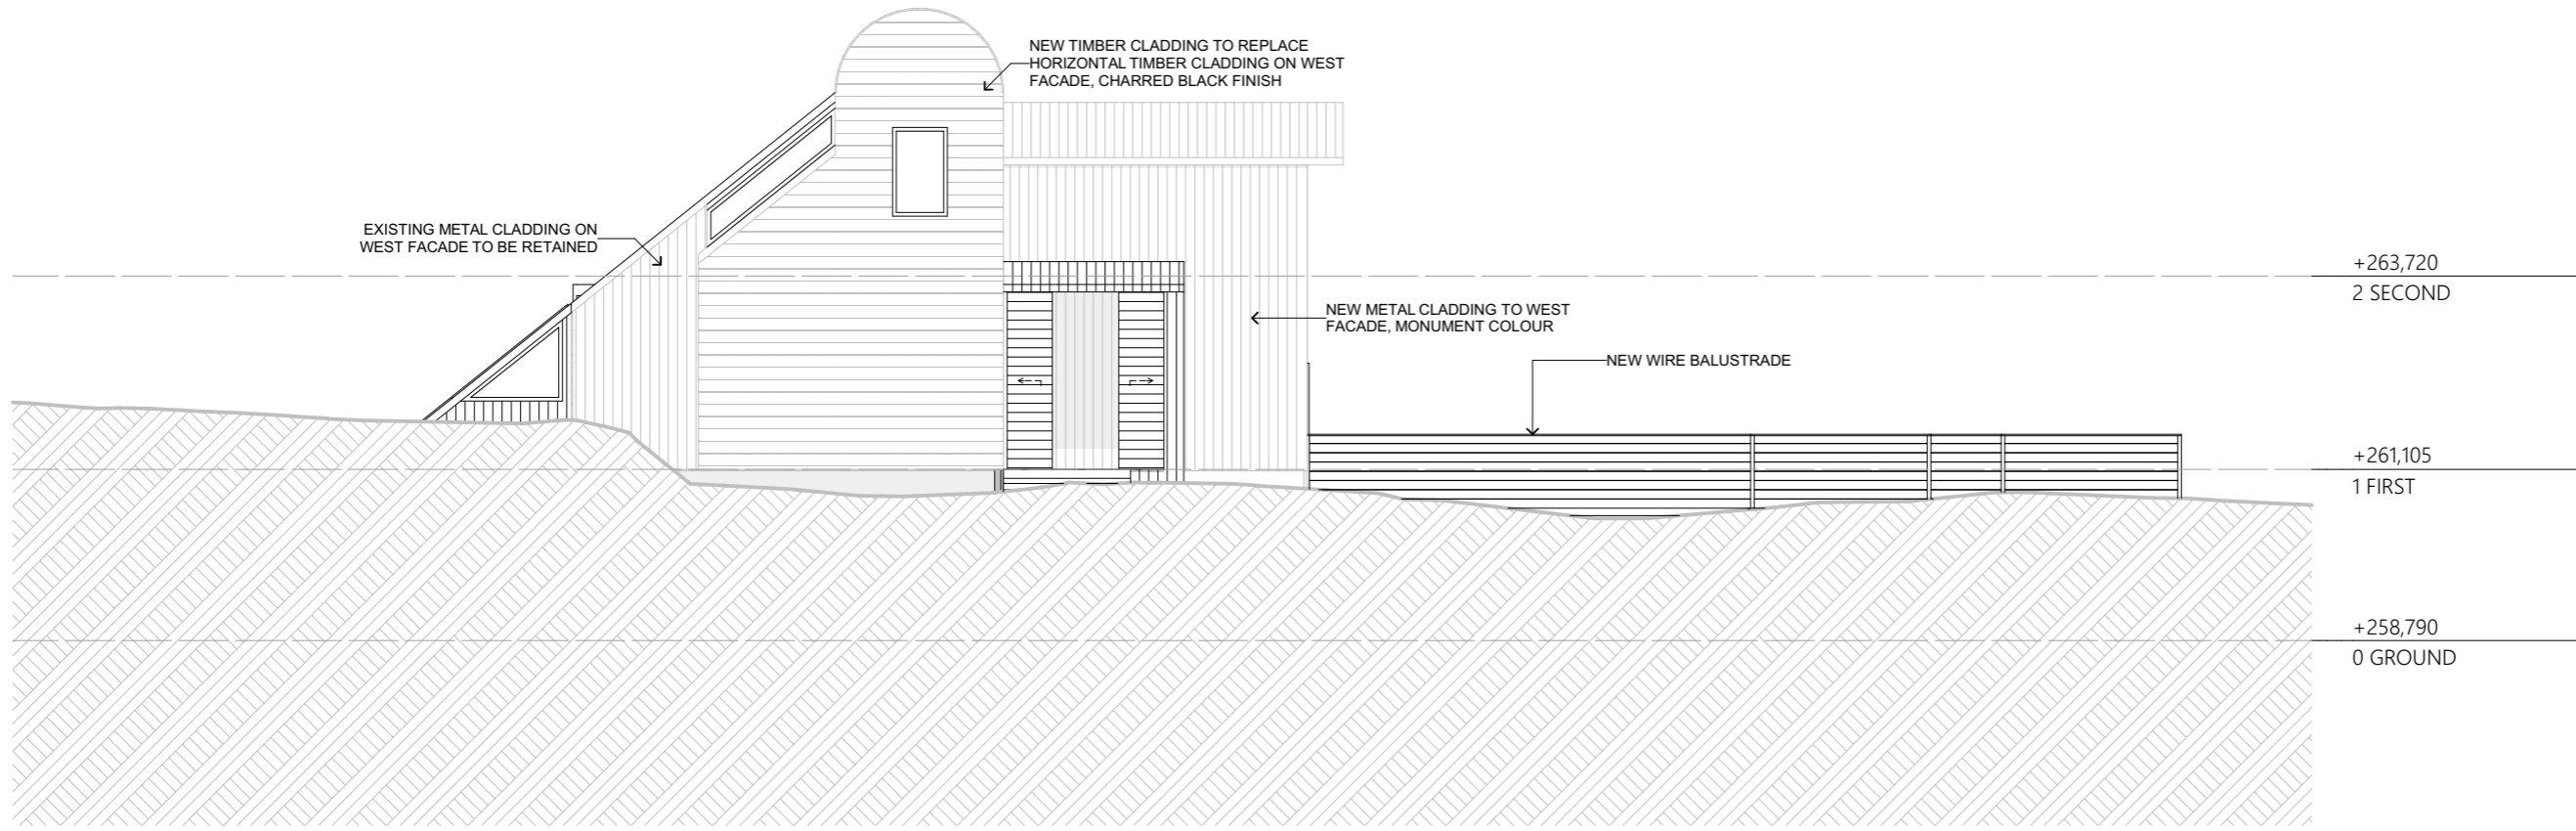 NEW TIMBER CLADDING TO REPLACE
HORIZONTAL TIMBER CLADDING ON WEST
FACADE, CHARRED BLACK FINISH
EXISTING METAL CLADDING ON
WEST FACADE TO BE RETAINED
NEW METAL CLADDING TO WEST
FACADE, MONUMENT COLOUR
NEW WIRE BALUSTRADE
+263,720
2 SECOND
+261,105
1 FIRST
+258,790
0 GROUND